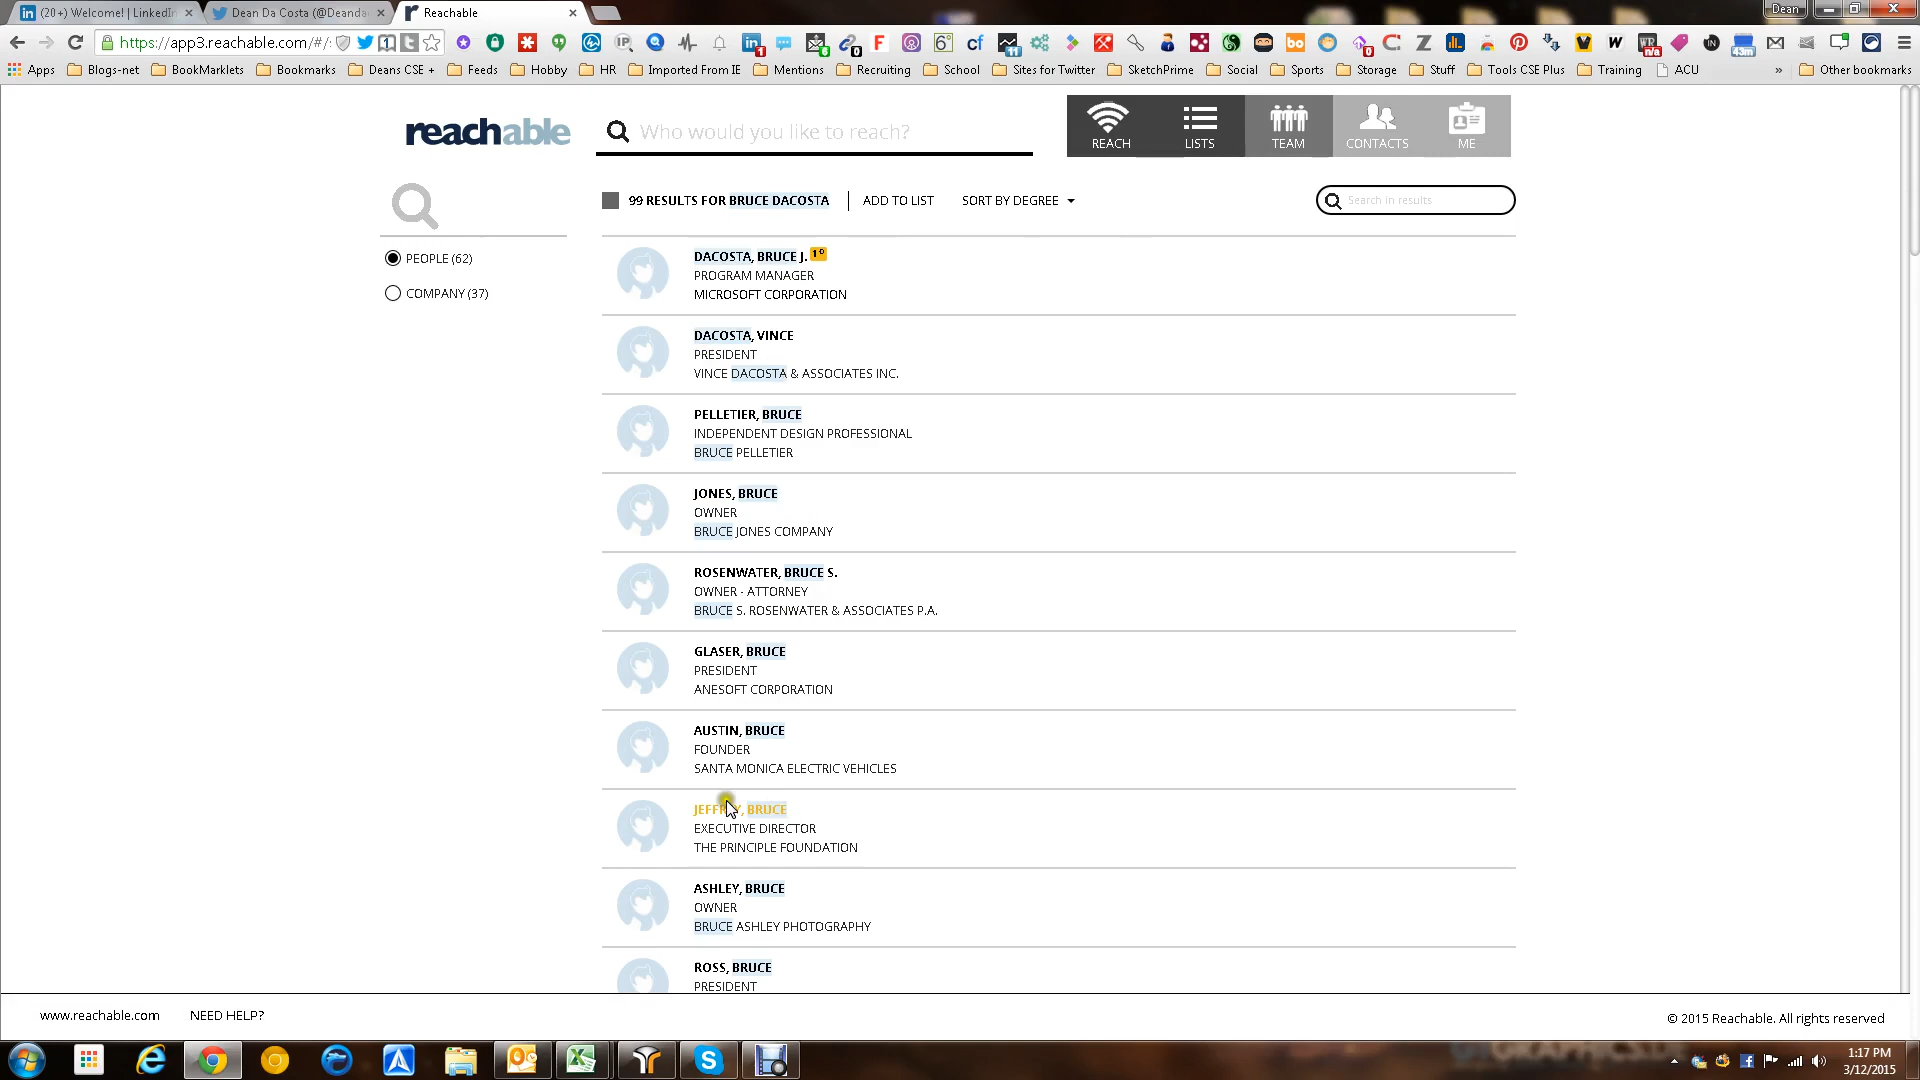 (20+) Welcome! | LinkedIn
Dean Da Costa (@Deandac
Reachable
Dean
https://app3.reachable.com/#/s
Apps
Blogs-net
BookMarklets
Bookmarks
Deans CSE +
Feeds
Hobby
HR
Imported From IE
Mentions
Recruiting
School
Sites for Twitter
SketchPrime
Social
Sports
Storage
Stuff
Tools CSE Plus
Training
ACU
»
Other bookmarks
reachable
Who would you like to reach?
REACH
LISTS
TEAM
CONTACTS
ME
99 RESULTS FOR BRUCE DACOSTA
ADD TO LIST
SORT BY DEGREE
Search in results
PEOPLE (62)
COMPANY (37)
DACOSTA, BRUCE J. 1°
PROGRAM MANAGER
MICROSOFT CORPORATION
DACOSTA, VINCE
PRESIDENT
VINCE DACOSTA & ASSOCIATES INC.
PELLETIER, BRUCE
INDEPENDENT DESIGN PROFESSIONAL
BRUCE PELLETIER
JONES, BRUCE
OWNER
BRUCE JONES COMPANY
ROSENWATER, BRUCE S.
OWNER - ATTORNEY
BRUCE S. ROSENWATER & ASSOCIATES P.A.
GLASER, BRUCE
PRESIDENT
ANESOFT CORPORATION
AUSTIN, BRUCE
FOUNDER
SANTA MONICA ELECTRIC VEHICLES
JEFFREY, BRUCE
EXECUTIVE DIRECTOR
THE PRINCIPLE FOUNDATION
ASHLEY, BRUCE
OWNER
BRUCE ASHLEY PHOTOGRAPHY
ROSS, BRUCE
PRESIDENT
www.reachable.com
NEED HELP?
© 2015 Reachable. All rights reserved
1:17 PM
3/12/2015